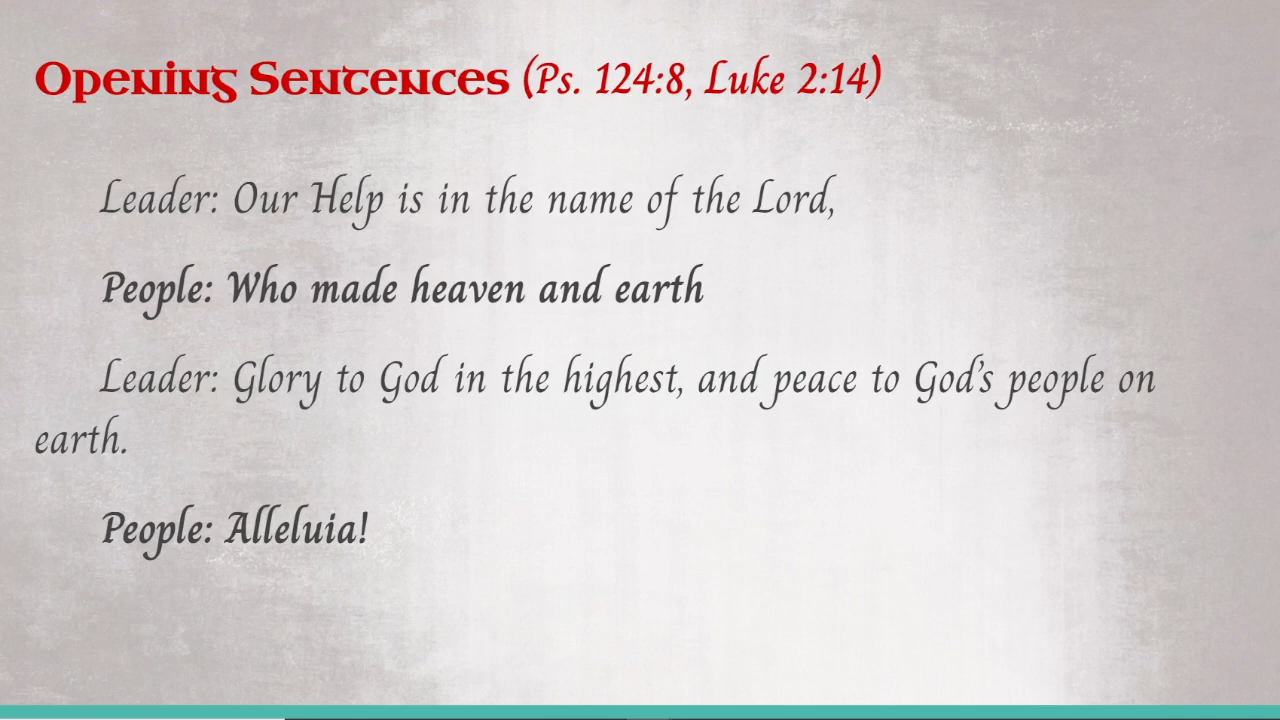 Opening Sentences (Ps. 124:8, Luke 2:14)
Leader: Our Help is in the name of the Lord,
People: Who made heaven and earth
Leader: Glory to God in the highest, and peace to God's people on
earth.
People: Alleluia!